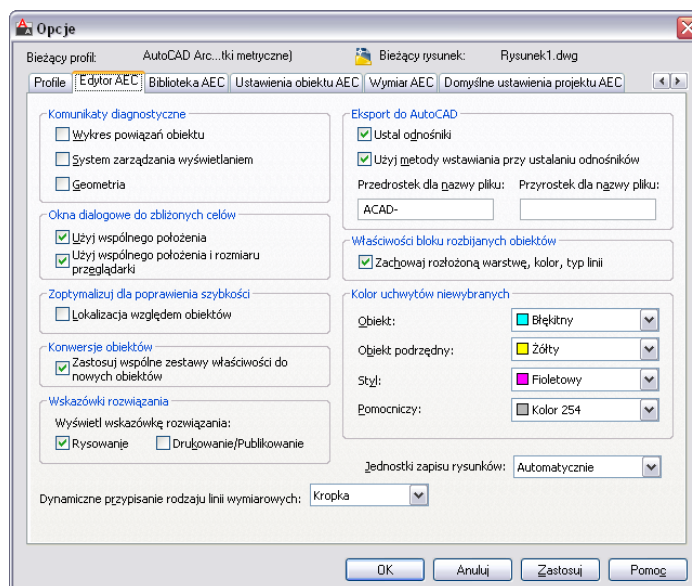 Opcje
Bieżący profil: AutoCAD Arc...tki metryczne) Bieżący rysunek: Rysunek1.dwg
Profile Edytor AEC Biblioteka AEC Ustawienia obiektu AEC Wymiar AEC Domyślne ustawienia projektu AEC
Komunikaty diagnostyczne
Wykres powiązań obiektu
System zarządzania wyświetlaniem
Geometria
Okna dialogowe do zbliżonych celów
Użyj wspólnego położenia
Użyj wspólnego położenia i rozmiaru
przeglądarki
Zoptymalizuj dla poprawienia szybkości
Lokalizacja względem obiektów
Konwersje obiektów
Zastosuj wspólne zestawy właściwości do
nowych obiektów
Wskazówki rozwiązania
Wyświetl wskazówkę rozwiązania:
Rysowanie Drukowanie/Publikowanie
Eksport do AutoCAD
Ustal odnośniki
Użyj metody wstawiania przy ustalaniu odnośników
Przedrostek dla nazwy pliku: Przyrostek dla nazwy pliku:
ACAD-
Właściwości bloku rozbijanych obiektów
Zachowaj rozłożoną warstwę, kolor, typ linii
Kolor uchwytów niewybranych
Obiekt: Błękitny
Obiekt podrzędny: Żółty
Styl: Fioletowy
Pomocniczy: Kolor 254
Jednostki zapisu rysunków: Automatycznie
Dynamiczne przypisanie rodzaju linii wymiarowych: Kropka
OK Anuluj Zastosuj Pomoc